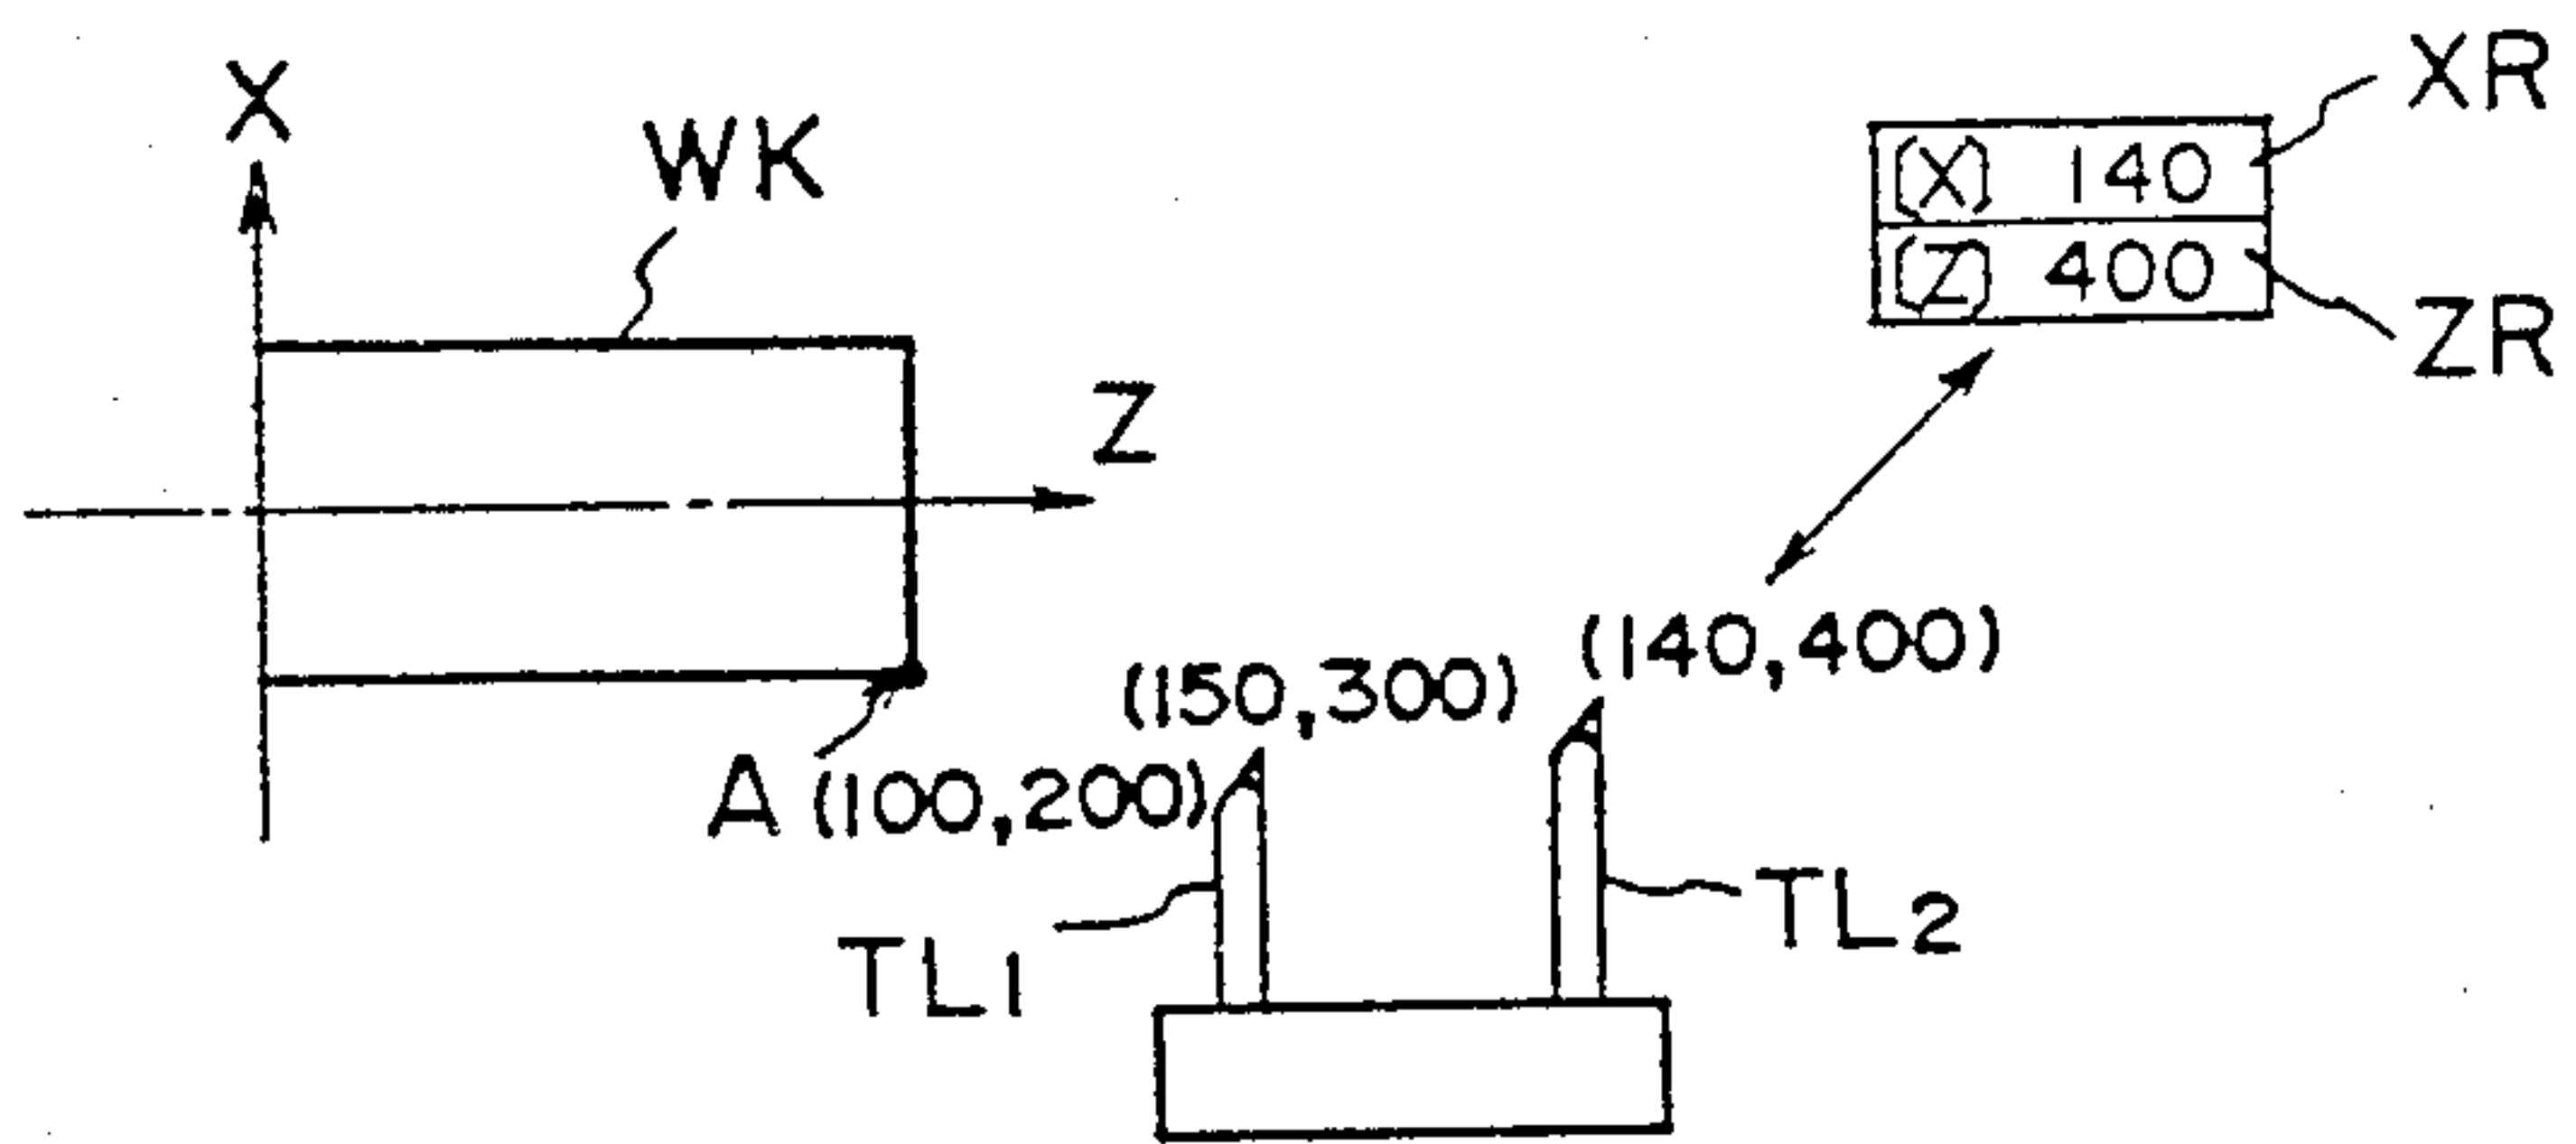 X
WK
XR
(X) 140
(Z) 400
ZR
Z
(140,400)
(150,300)
A (100,200)
TL1
TL2